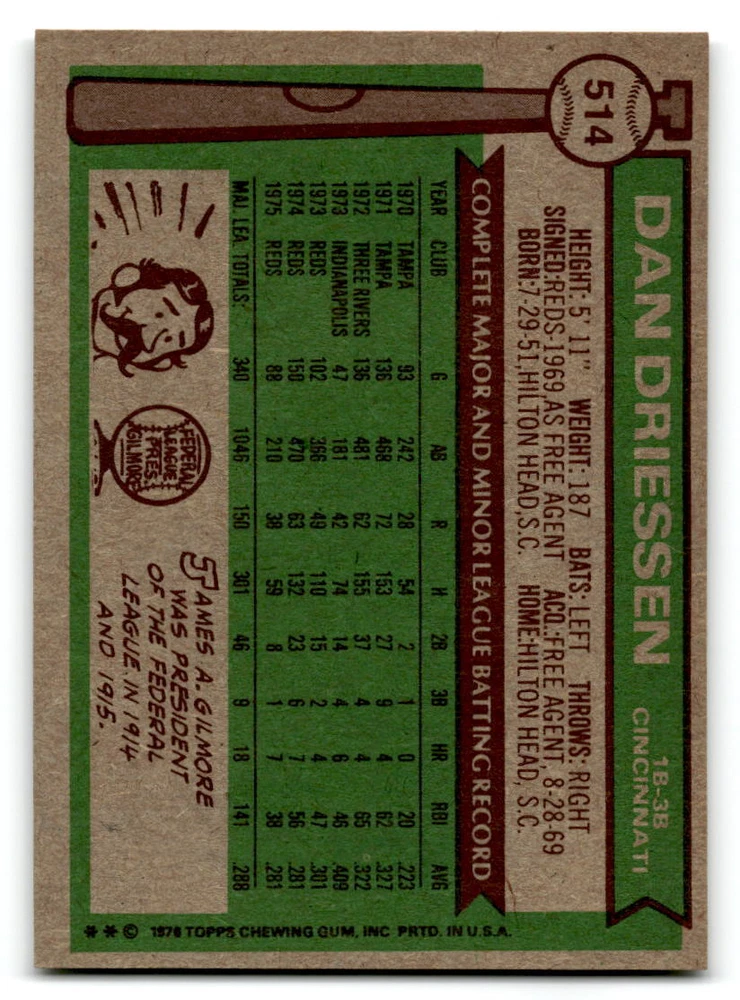 514
DAN DRIESSEN
1B-3B
CINCINNATI
HEIGHT: 5' 11" WEIGHT: 187 BATS: LEFT THROWS: RIGHT
SIGNED: REDS-1969, AS FREE AGENT ACQ: FREE AGENT, 8-28-69
BORN: 7-29-51, HILTON HEAD, S.C. HOME: HILTON HEAD, S.C.
COMPLETE MAJOR AND MINOR LEAGUE BATTING RECORD
YEAR CLUB G AB R H 2B 3B HR RBI AVG
1970 TAMPA 93 242 28 54 2 1 0 20 .223
1971 TAMPA 136 468 72 153 27 9 4 62 .327
1972 THREE RIVERS 136 481 62 155 37 4 4 65 .322
1973 INDIANAPOLIS 47 181 42 74 14 4 6 46 .409
1973 REDS 102 366 49 110 15 2 4 47 .301
1974 REDS 150 470 63 132 23 6 7 56 .281
1975 REDS 88 210 38 59 8 1 7 38 .281
MAJ. LEA. TOTALS: 340 1046 150 301 46 9 18 141 .288
FEDERAL
LEAGUE
PRES.
GILMORE
JAMES A. GILMORE
WAS PRESIDENT
OF THE FEDERAL
LEAGUE IN 1914
AND 1915.
* * © 1976 TOPPS CHEWING GUM, INC PRTD. IN U.S.A.